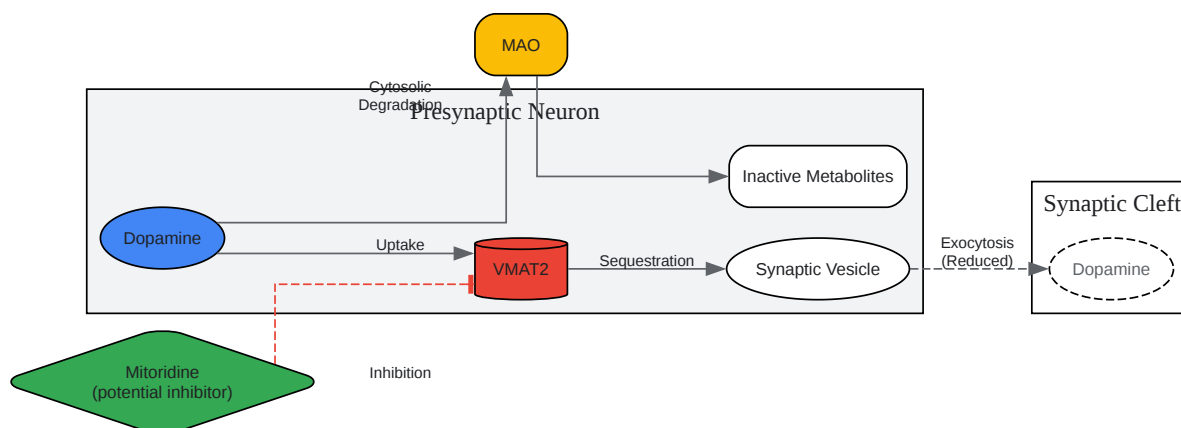 MAO
Cytosolic
Degradation
Presynaptic Neuron
Inactive Metabolites
Synaptic Cleft
Dopamine
Uptake
VMAT2
Sequestration
Synaptic Vesicle
Exocytosis
(Reduced)
Dopamine
Mitoridine
(potential inhibitor)
Inhibition